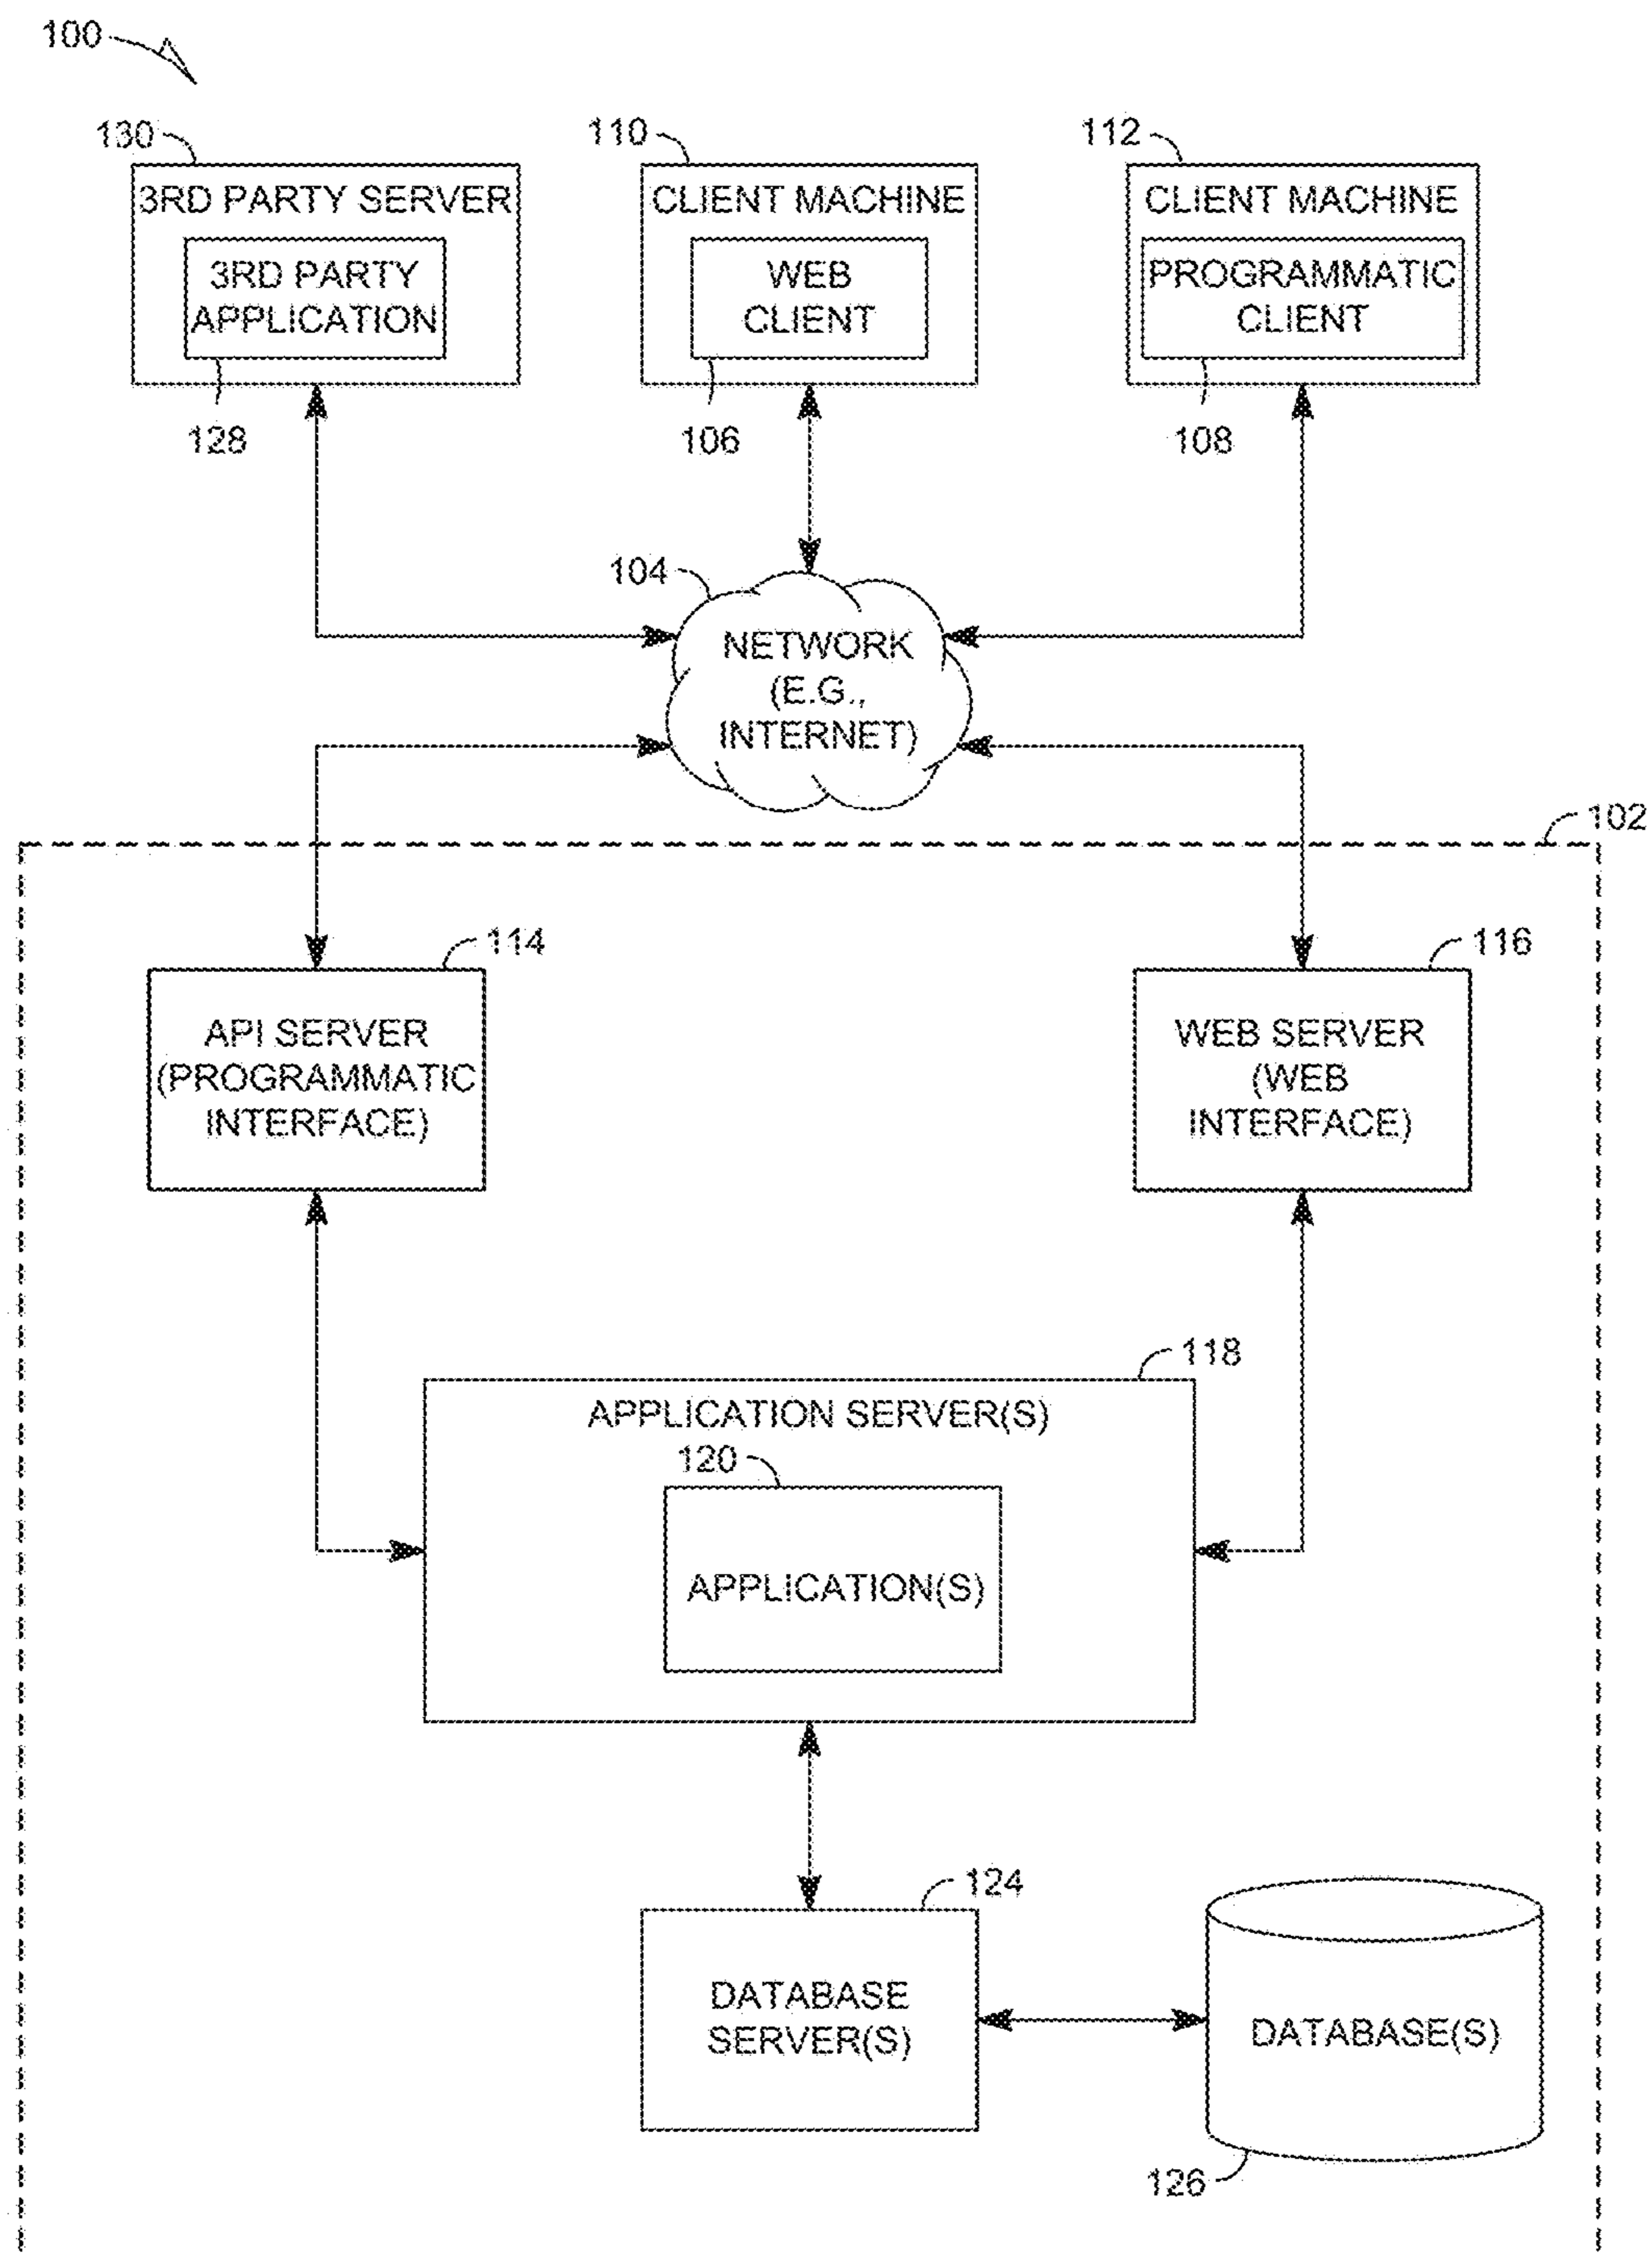 100
130
110
112
3RD PARTY SERVER
3RD PARTY
APPLICATION
CLIENT MACHINE
WEB
CLIENT
CLIENT MACHINE
PROGRAMMATIC
CLIENT
128
106
108
104
NETWORK
(E.G.,
INTERNET)
102
114
116
API SERVER
(PROGRAMMATIC
INTERFACE)
WEB SERVER
(WEB
INTERFACE)
118
APPLICATION SERVER(S)
120
APPLICATION(S)
124
DATABASE
SERVER(S)
DATABASE(S)
126